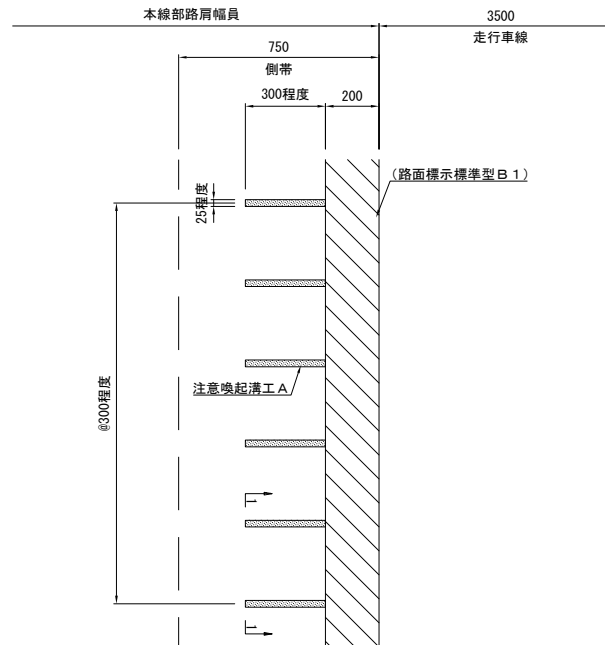 本線部路肩幅員
3500
走行車線
750
側帯
300程度
200
(路面標示標準型B1)
25程度
注意喚起溝工A
@300程度
1
1